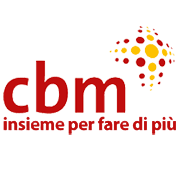 cbm
insieme per fare di più